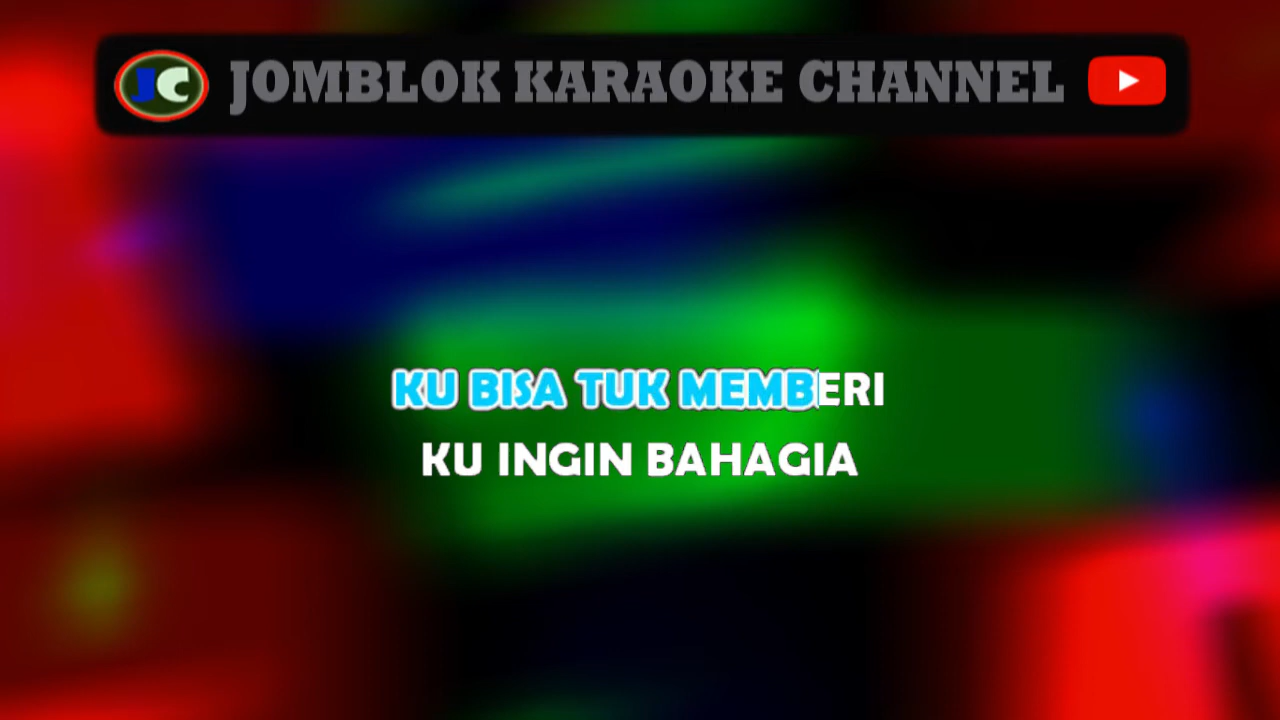 JC JOMBLOK KARAOKE CHANNEL
KU BISA TUK MEMBERI
KU INGIN BAHAGIA